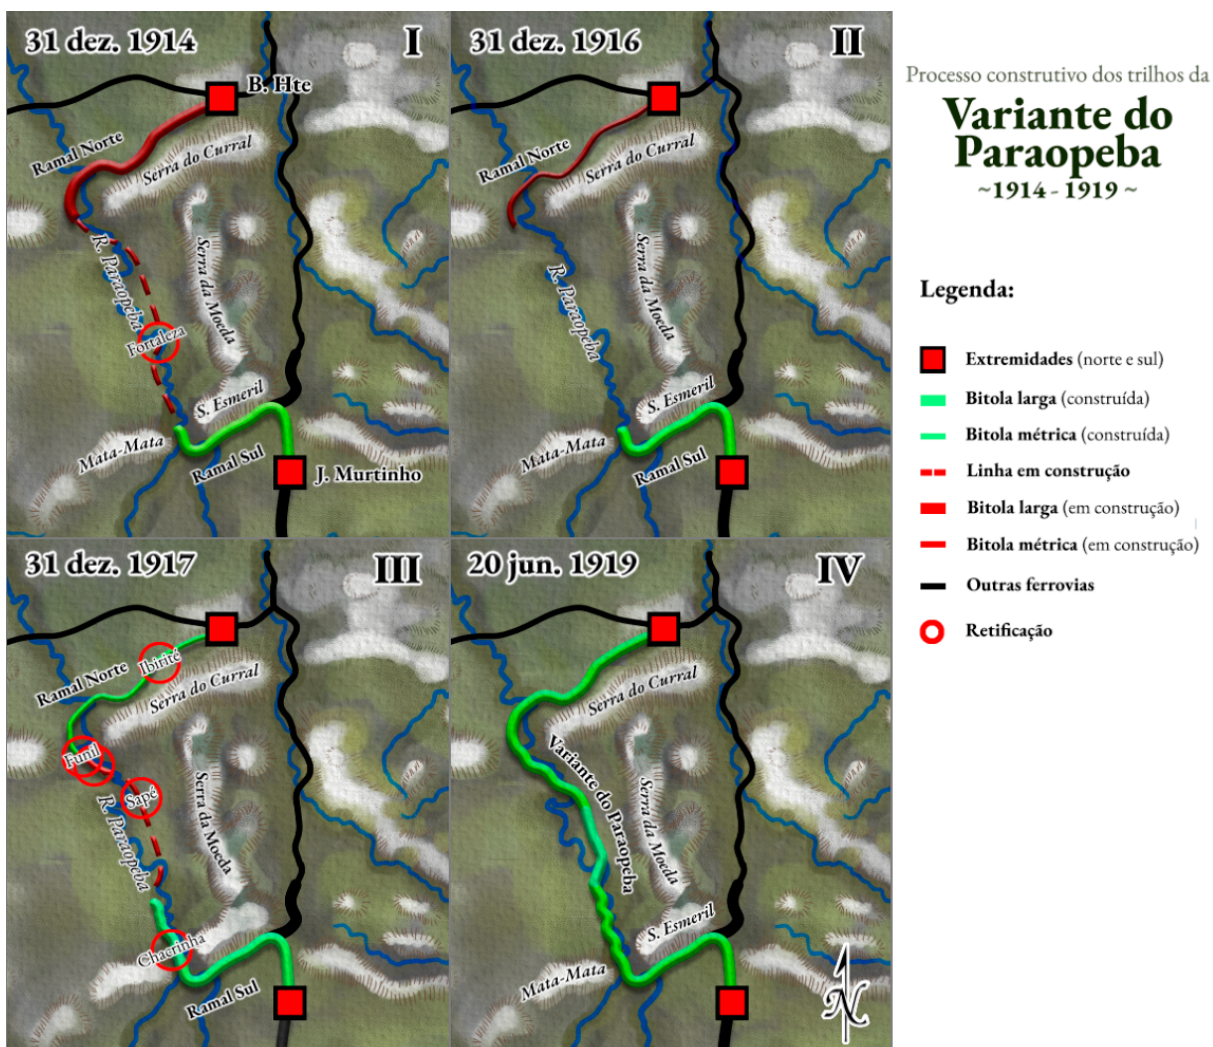 31 dez. 1914
I
B. Hte
Ramal Norte
Serra do Curral
R. Paraopeba
Serra da Moeda
Fortaleza
S. Esmeril
Mata-Mata
Ramal Sul
J. Murtinho
31 dez. 1916
II
Ramal Norte
Serra do Curral
R. Paraopeba
Serra da Moeda
S. Esmeril
Mata-Mata
Ramal Sul
31 dez. 1917
III
Ibirité
Ramal Norte
Serra do Curral
Funil
Sapé
R. Paraopeba
Serra da Moeda
Chacrinha
Ramal Sul
20 jun. 1919
IV
Serra do Curral
Variante do Paraopeba
Serra da Moeda
S. Esmeril
Mata-Mata
N
Processo construtivo dos trilhos da
Variante do
Paraopeba
~1914 - 1919 ~
Legenda:
Extremidades (norte e sul)
Bitola larga (construída)
Bitola métrica (construída)
Linha em construção
Bitola larga (em construção)
Bitola métrica (em construção)
Outras ferrovias
Retificação